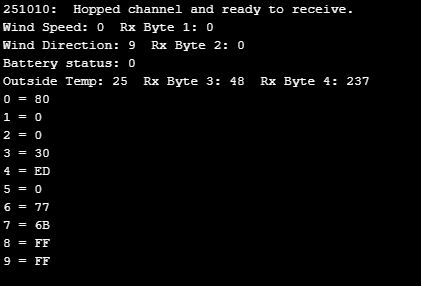 251010:  Hopped channel and ready to receive.
Wind Speed: 0  Rx Byte 1: 0
Wind Direction: 9  Rx Byte 2: 0
Battery status: 0
Outside Temp: 25  Rx Byte 3: 48  Rx Byte 4: 237
0 = 80
1 = 0
2 = 0
3 = 30
4 = ED
5 = 0
6 = 77
7 = 6B
8 = FF
9 = FF